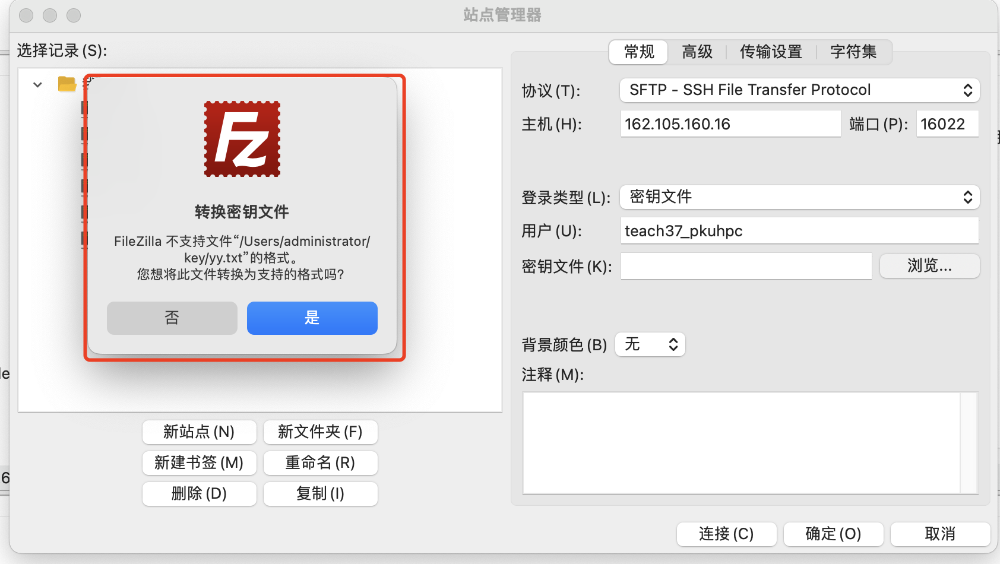 站点管理器
选择记录(S):
FZ
转换密钥文件
FileZilla 不支持文件“/Users/administrator/
key/yy.txt”的格式。
您想将此文件转换为支持的格式吗?
否
是
新站点(N)
新文件夹(F)
新建书签(M)
重命名(R)
删除(D)
复制(I)
常规
高级
传输设置
字符集
协议(T):
SFTP - SSH File Transfer Protocol
主机(H):
162.105.160.16
端口(P):
16022
登录类型(L):
密钥文件
用户(U):
teach37_pkuhpc
密钥文件(K):
浏览...
背景颜色(B)
无
注释(M):
连接(C)
确定(O)
取消